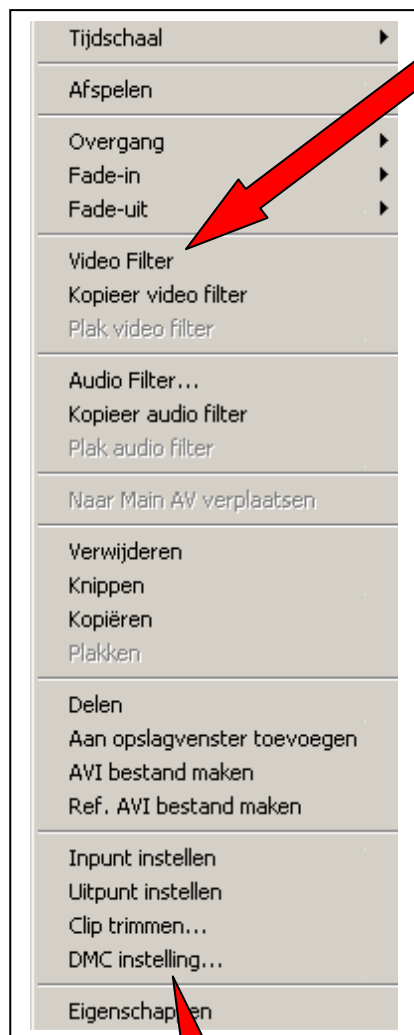 Tijdschaal
Afspelen
Overgang
Fade-in
Fade-uit
Video Filter
Kopieer video filter
Plak video filter
Audio Filter...
Kopieer audio filter
Plak audio filter
Naar Main AV verplaatsen
Verwijderen
Knippen
Kopiëren
Plakken
Delen
Aan opslagvenster toevoegen
AVI bestand maken
Ref. AVI bestand maken
Inpunt instellen
Uitpunt instellen
Clip trimmen...
DMC instelling...
Eigenschappen